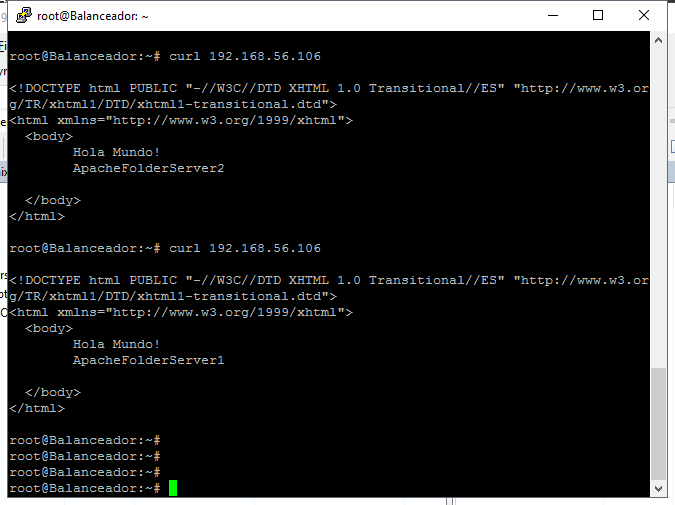 root@Balanceador: ~
root@Balanceador:~# curl 192.168.56.106
<!DOCTYPE html PUBLIC "-//W3C//DTD XHTML 1.0 Transitional//ES" "http://www.w3.or
g/TR/xhtml1/DTD/xhtml1-transitional.dtd">
<html xmlns="http://www.w3.org/1999/xhtml">
  <body>
        Hola Mundo!
        ApacheFolderServer2
  </body>
</html>
root@Balanceador:~# curl 192.168.56.106
<!DOCTYPE html PUBLIC "-//W3C//DTD XHTML 1.0 Transitional//ES" "http://www.w3.or
g/TR/xhtml1/DTD/xhtml1-transitional.dtd">
<html xmlns="http://www.w3.org/1999/xhtml">
  <body>
        Hola Mundo!
        ApacheFolderServer1
  </body>
</html>
root@Balanceador:~#
root@Balanceador:~#
root@Balanceador:~#
root@Balanceador:~#